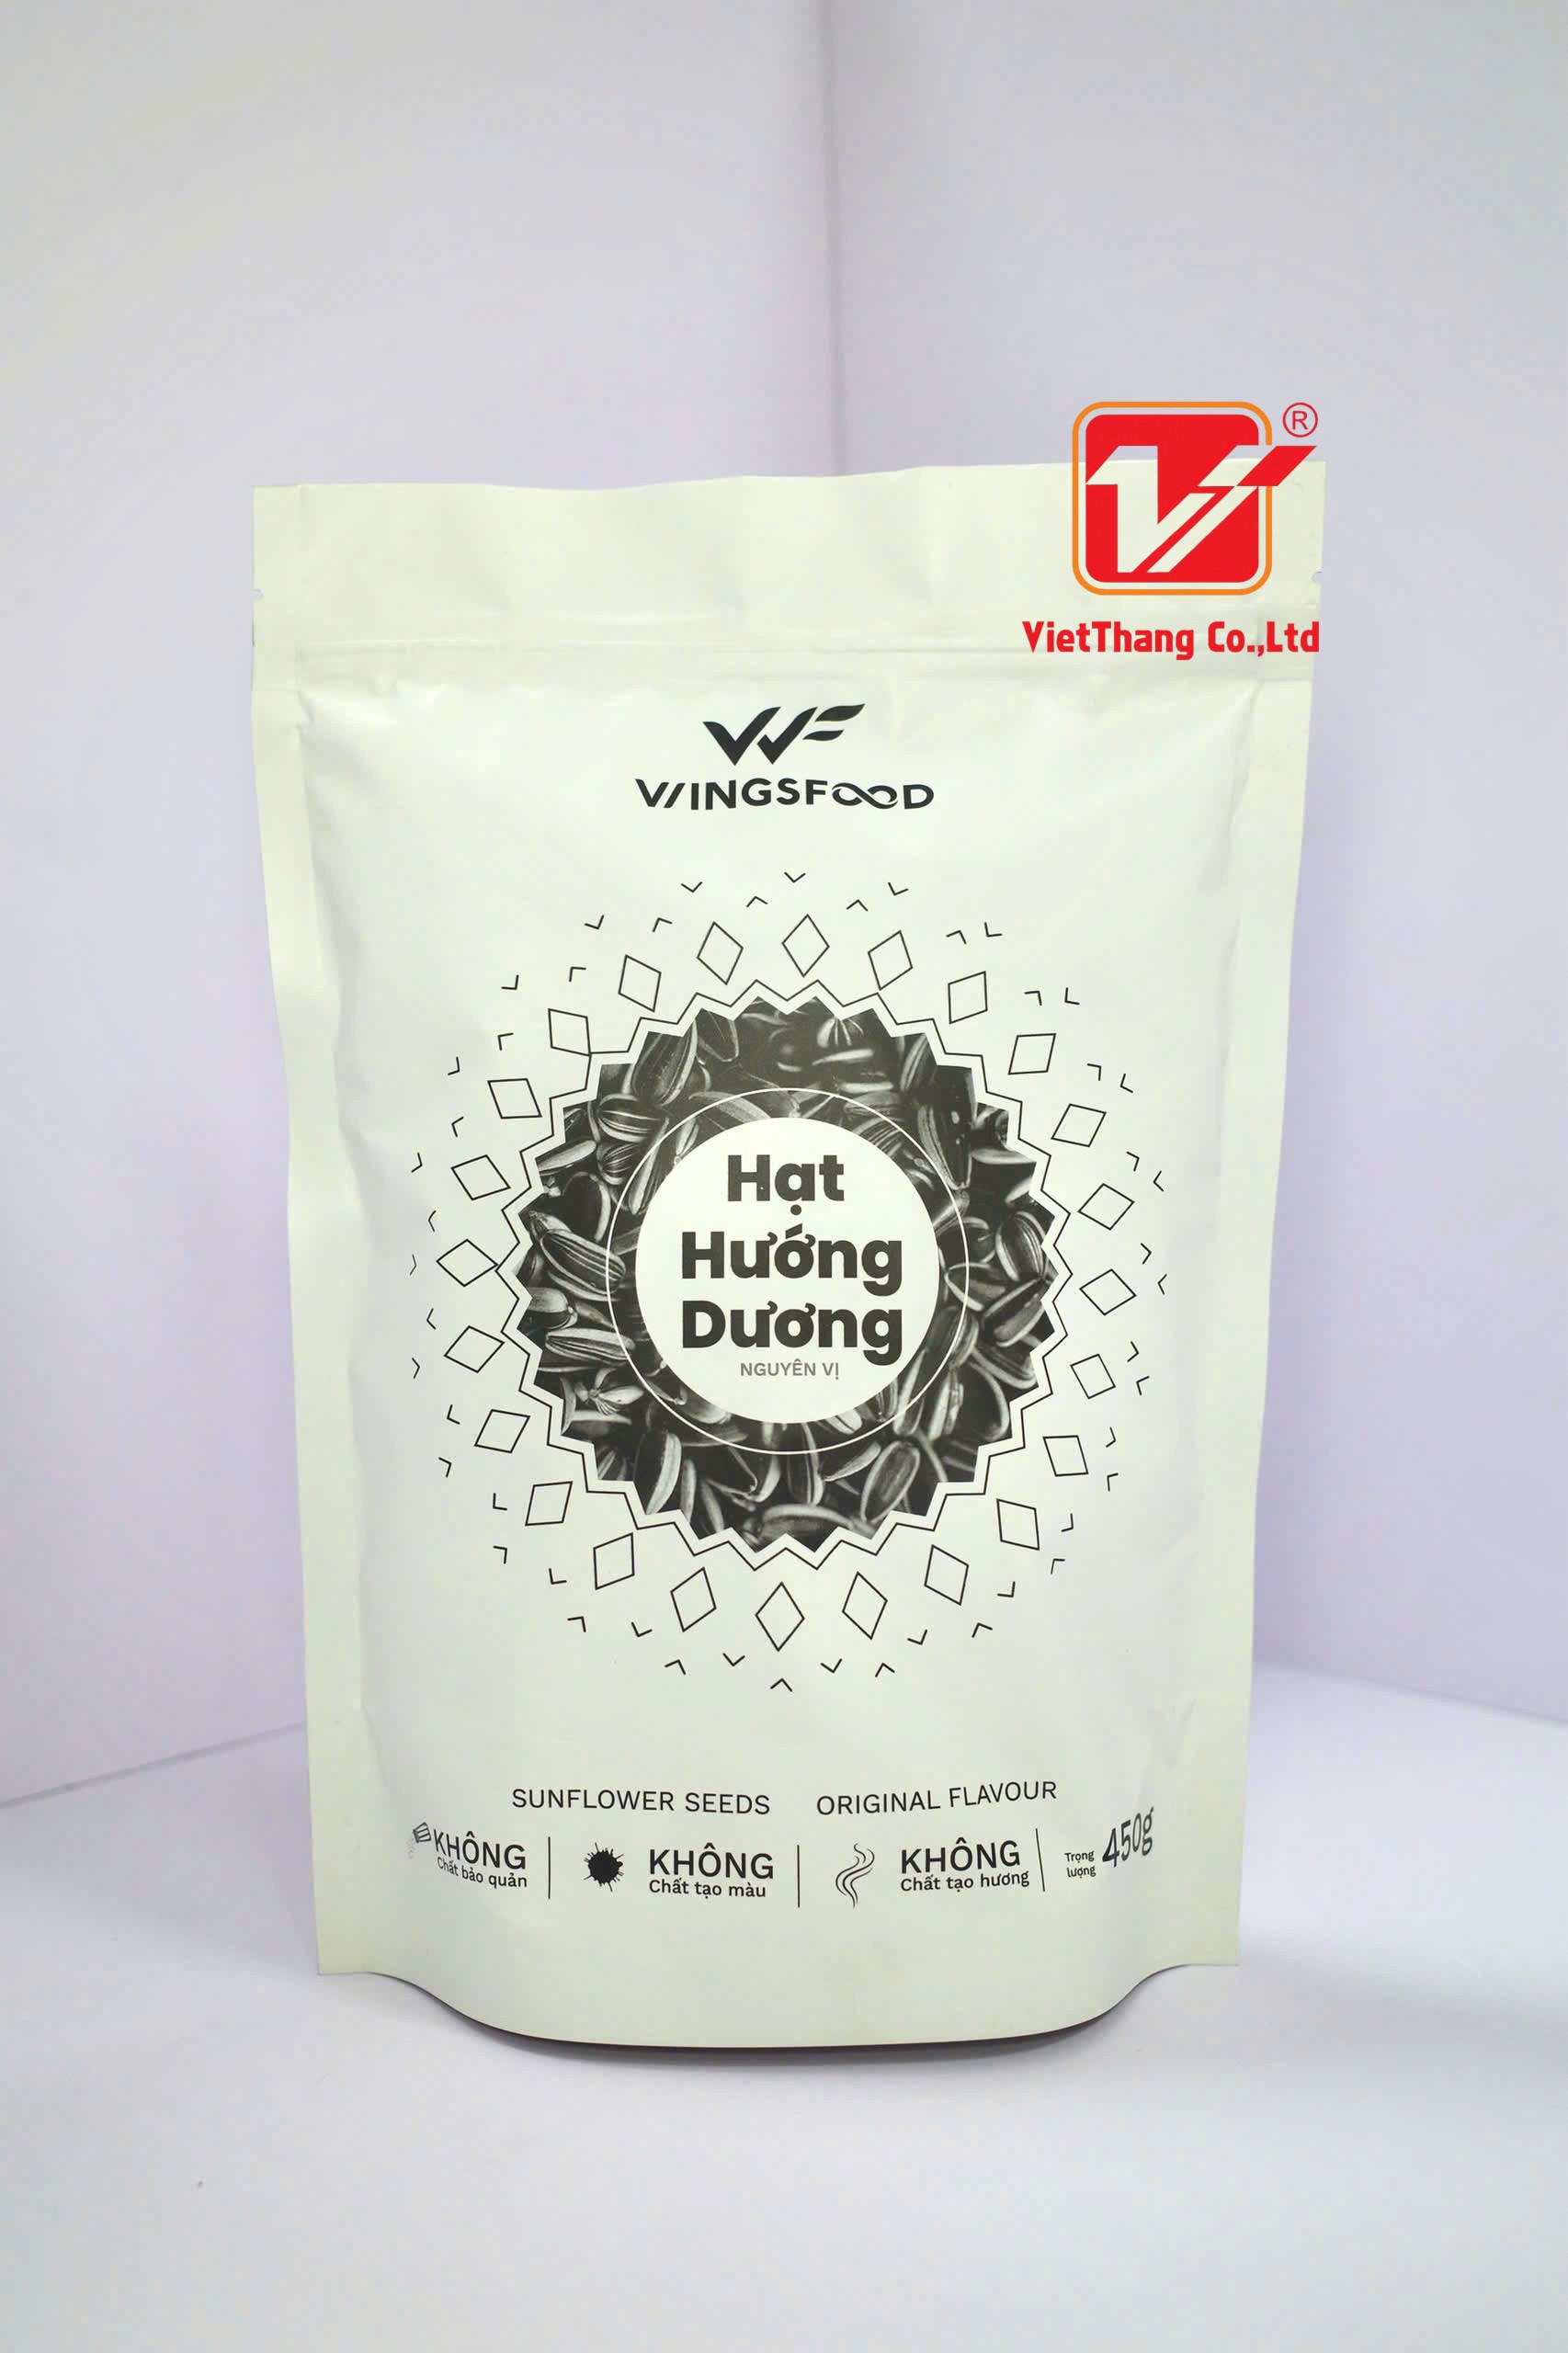 ®
VietThang Co.,Ltd
WINGSFOOD
Hạt
Hướng
Dương
NGUYÊN VỊ
SUNFLOWER SEEDS ORIGINAL FLAVOUR
KHÔNG
Chất bảo quản
KHÔNG
Chất tạo màu
KHÔNG
Chất tạo hương
Trọng
lượng
450g